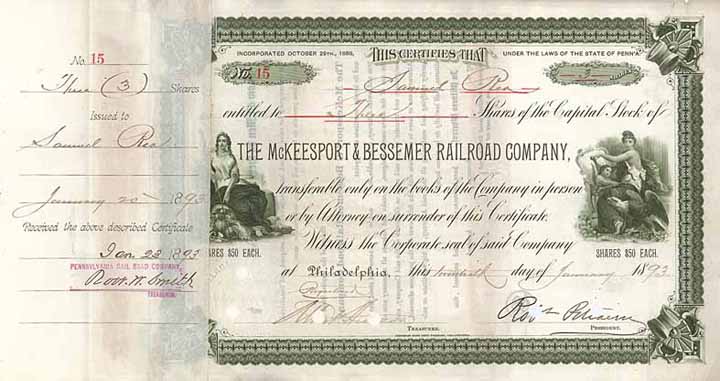 No. 15
Three (3) Shares
Issued to
Samuel Rea
January 20 1893
Received the above described Certificate
Jan. 23 1893
PENNSYLVANIA RAIL ROAD COMPANY,
Robt. W. Smith
TREASURER.
INCORPORATED OCTOBER 29TH, 1889,
THIS CERTIFIES THAT
UNDER THE LAWS OF THE STATE OF PENN'A.
No. 15
3
Samuel Rea
entitled to Three Shares of the Capital Stock of
THE McKEESPORT & BESSEMER RAILROAD COMPANY,
transferable only on the books of the Company in person
or by Attorney on surrender of this Certificate.
Witness the Corporate seal of said Company
at Philadelphia, this twentieth day of January 1893
SHARES $50 EACH.
SHARES $50 EACH.
TREASURER.
PRESIDENT.